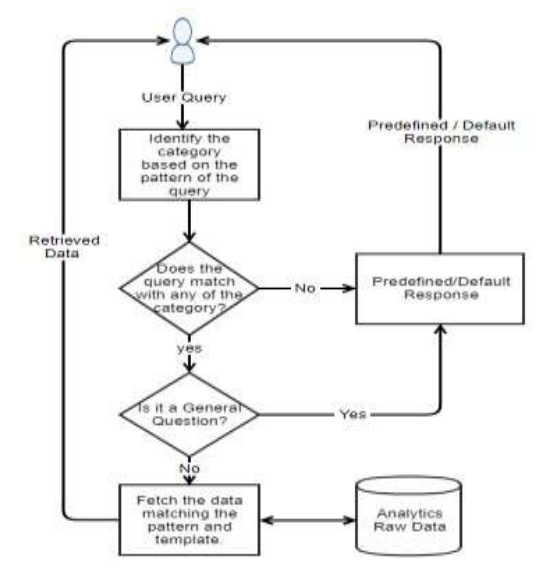 User Query
Predefined / Default
Response
Identify the
category
based on the
pattern of the
query
Retrieved
Data
Does the
query match
with any of the
category?
No
Predefined/Default
Response
yes
Is it a General
Question?
Yes
No
Fetch the data
matching the
pattern and
template.
Analytics
Raw Data